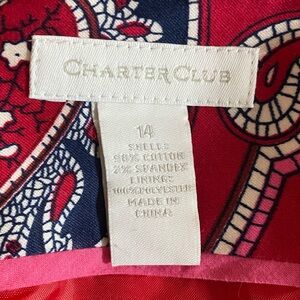 CHARTER CLUB
14
SHELL:
98% COTTON
2% SPANDEX
LINING:
100% POLYESTER
MADE IN
CHINA